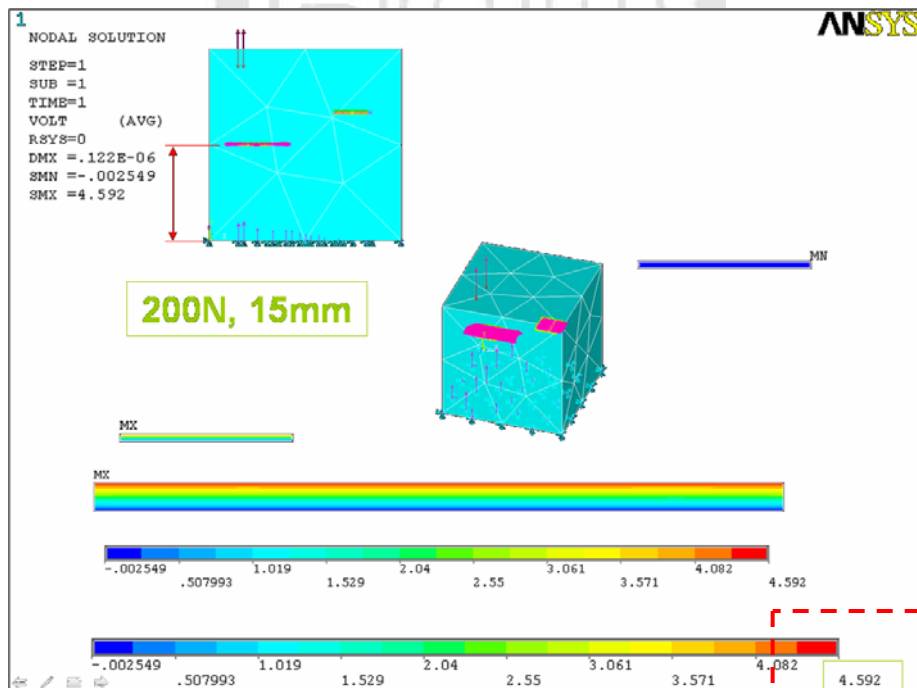 1
ANSYS
NODAL SOLUTION
STEP=1
SUB =1
TIME=1
VOLT (AVG)
RSYS=0
DMX =.122E-06
SMN =-.002549
SMX =4.592
200N, 15mm
MN
MX
MX
-.002549 1.019 2.04 3.061 4.082
.507993 1.529 2.55 3.571 4.592
-.002549 1.019 2.04 3.061 4.082
.507993 1.529 2.55 3.571 4.592